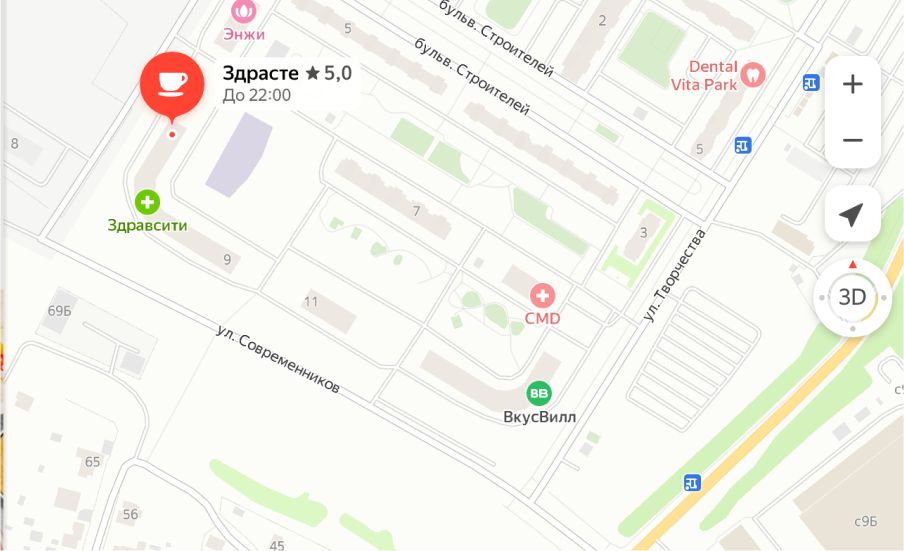 Энжи
5
бульв. Строителей
бульв. Строителей
2
Dental
Vita Park
5
Здрасте ★ 5,0
До 22:00
8
Здравсити
9
7
3
ул. Творчества
3D
11
CMD
69Б
ул. Современников
ВВ
ВкусВилл
65
56
45
с9Б